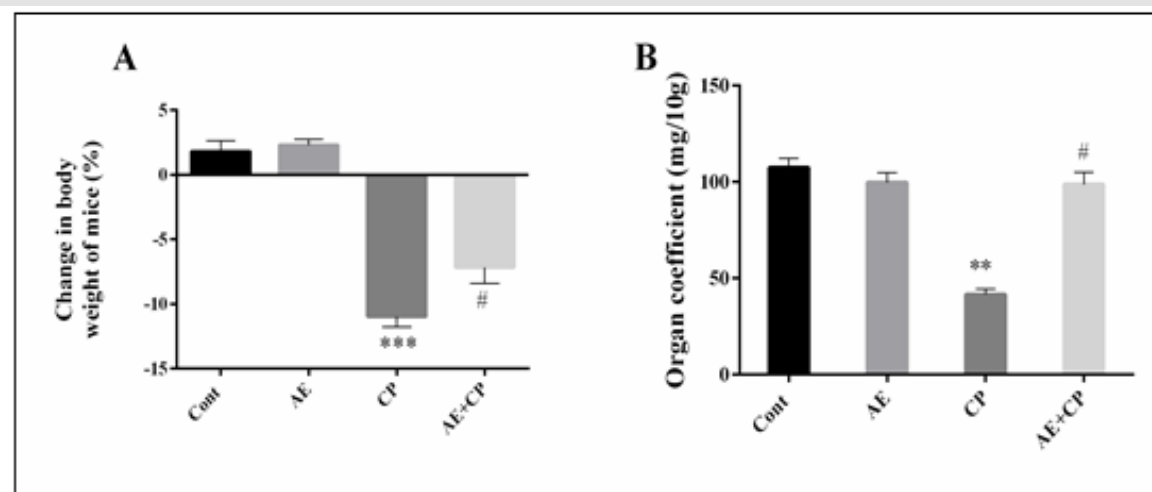 A
Change in body
weight of mice (%)
5
0
-5
-10
-15
***
#
Cont
AE
CP
AE+CP
B
Organ coefficient (mg/10g)
150
100
50
0
**
#
Cont
AE
CP
AE+CP